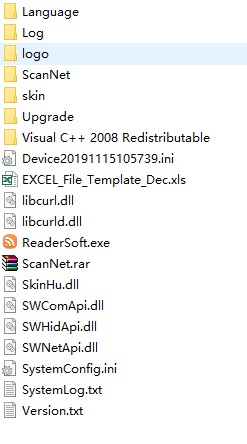 Language
Log
logo
ScanNet
skin
Upgrade
Visual C++ 2008 Redistributable
Device20191115105739.ini
EXCEL_File_Template_Dec.xls
libcurl.dll
libcurld.dll
ReaderSoft.exe
ScanNet.rar
SkinHu.dll
SWComApi.dll
SWHidApi.dll
SWNetApi.dll
SystemConfig.ini
SystemLog.txt
Version.txt